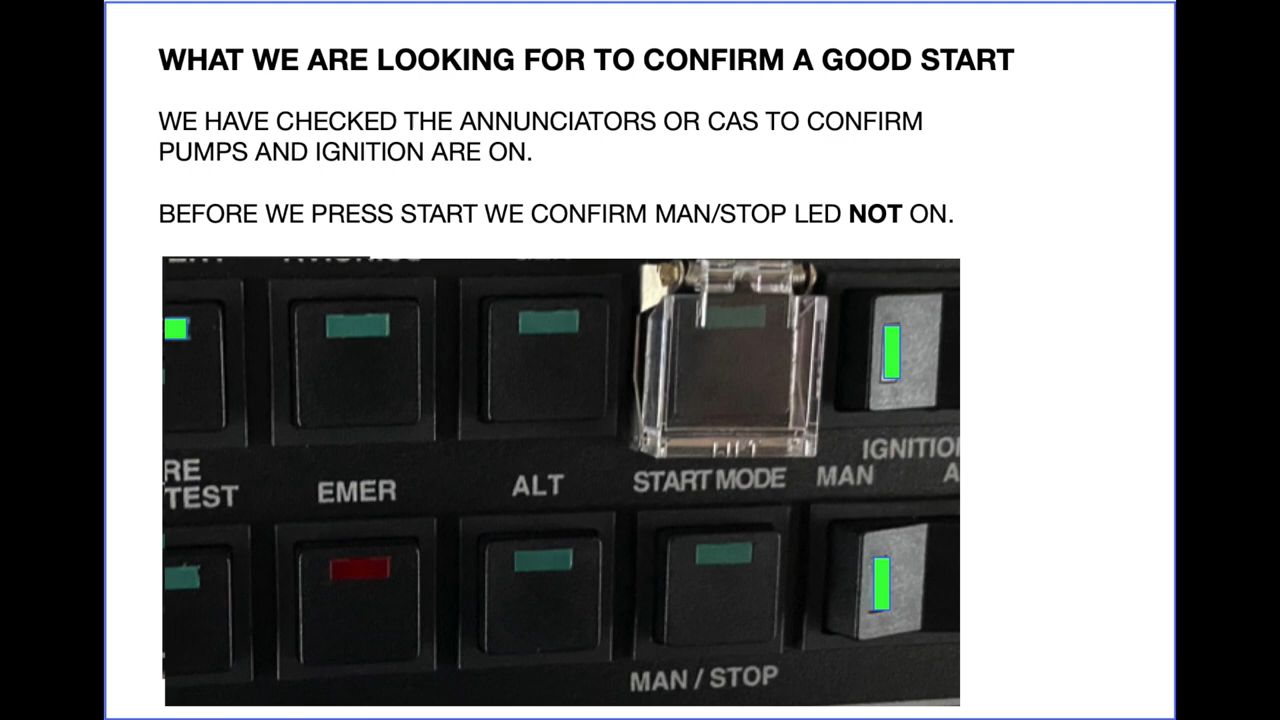 WHAT WE ARE LOOKING FOR TO CONFIRM A GOOD START
WE HAVE CHECKED THE ANNUNCIATORS OR CAS TO CONFIRM
PUMPS AND IGNITION ARE ON.
BEFORE WE PRESS START WE CONFIRM MAN/STOP LED NOT ON.
RE
TEST
EMER
ALT
START MODE
IGNITIO
MAN
A
MAN / STOP